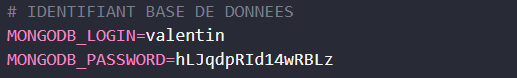 # IDENTIFIANT BASE DE DONNEES
MONGODB_LOGIN=valentin
MONGODB_PASSWORD=hLJqdpRId14wRBLz